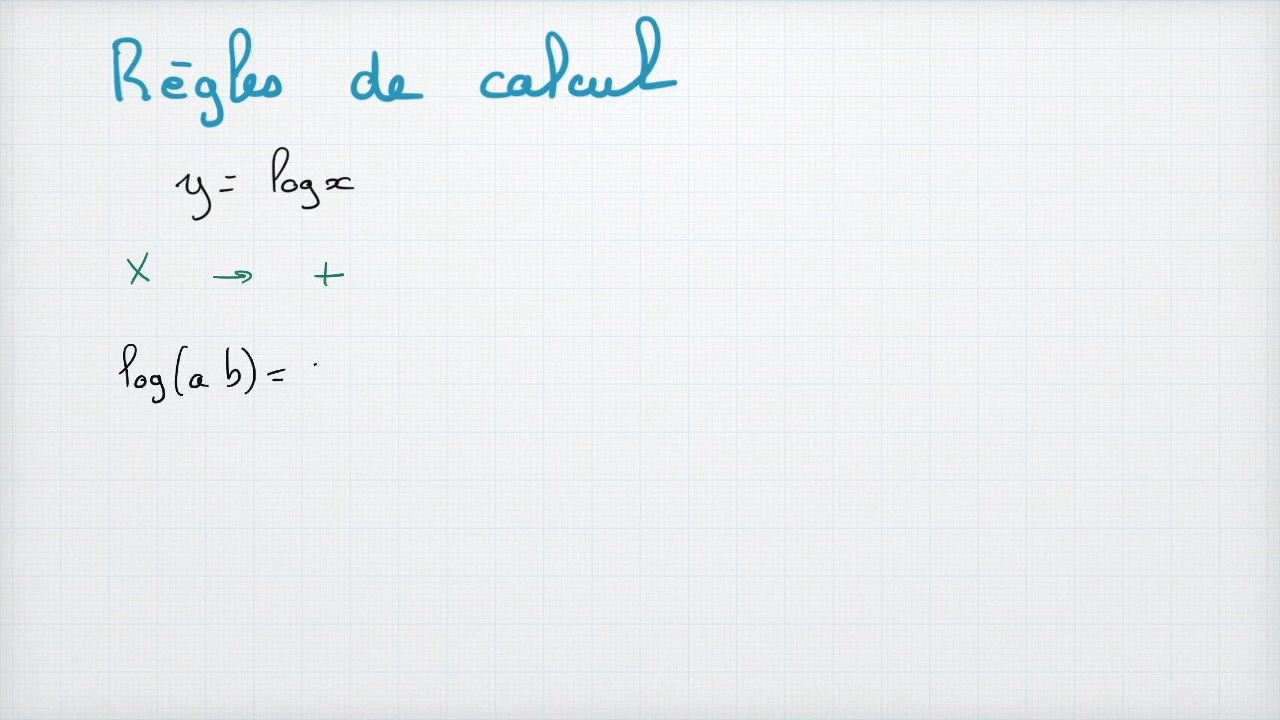 Règles de calcul
y = log x
× → +
log(a b) =